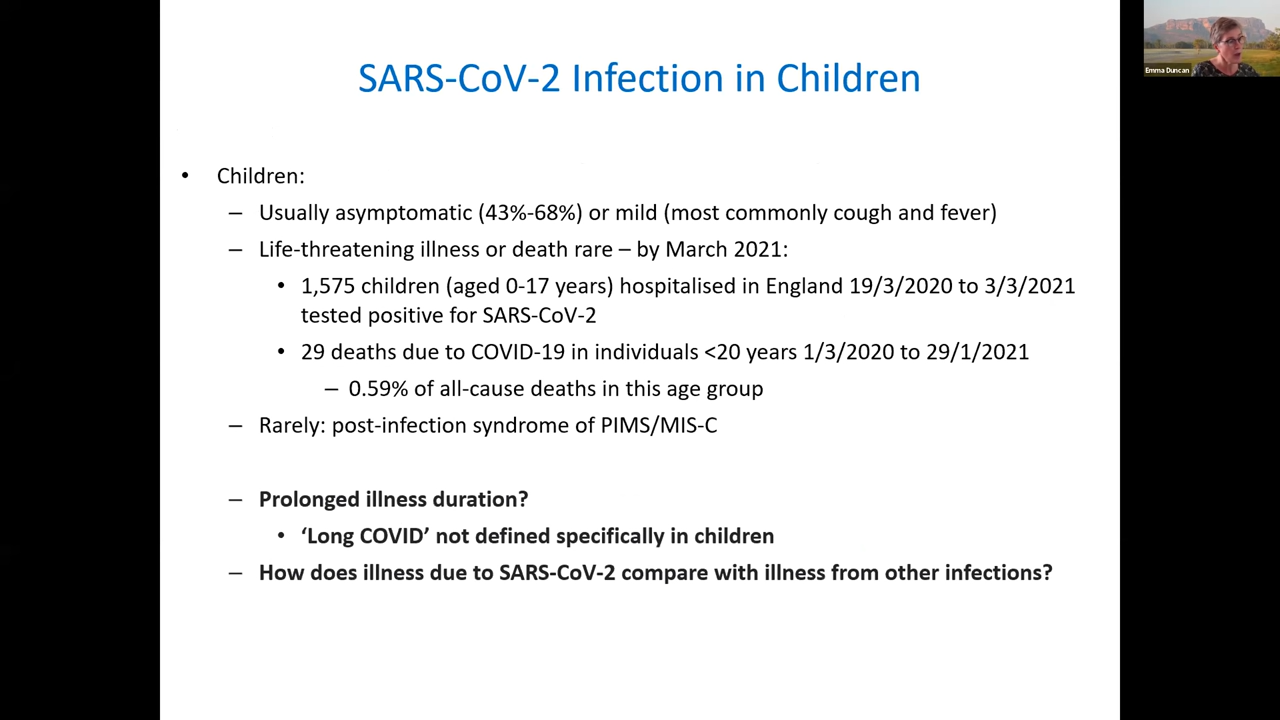 SARS-CoV-2 Infection in Children
Emma Duncan
• Children:
– Usually asymptomatic (43%-68%) or mild (most commonly cough and fever)
– Life-threatening illness or death rare – by March 2021:
• 1,575 children (aged 0-17 years) hospitalised in England 19/3/2020 to 3/3/2021
tested positive for SARS-CoV-2
• 29 deaths due to COVID-19 in individuals <20 years 1/3/2020 to 29/1/2021
– 0.59% of all-cause deaths in this age group
– Rarely: post-infection syndrome of PIMS/MIS-C
– Prolonged illness duration?
• ‘Long COVID’ not defined specifically in children
– How does illness due to SARS-CoV-2 compare with illness from other infections?